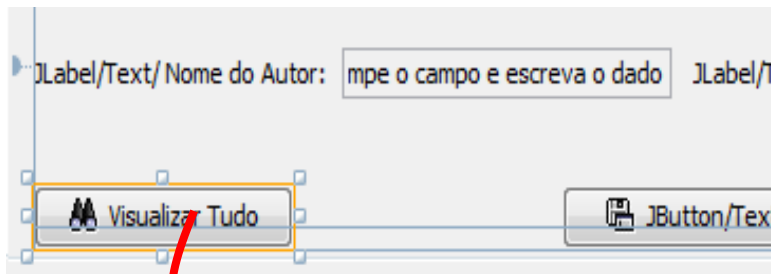 JLabel/Text/ Nome do Autor: mpe o campo e escreva o dado JLabel/T
Visualizar Tudo JButton/Tex